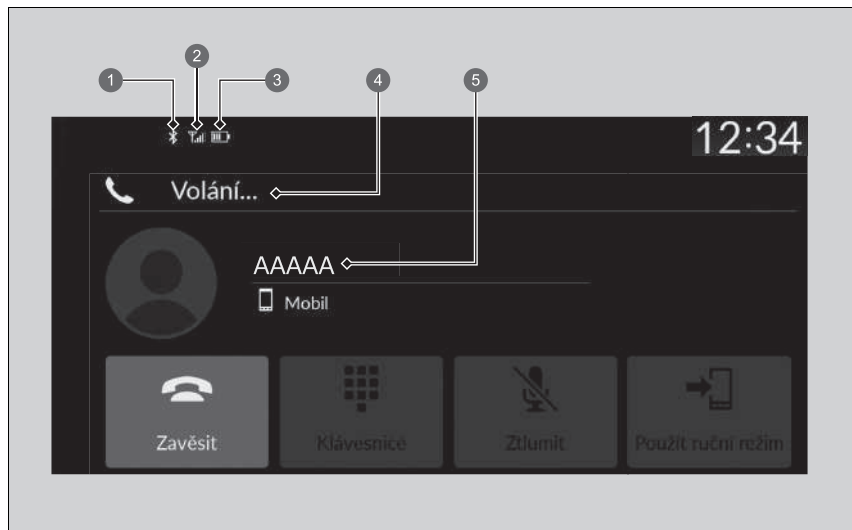 1
2
3
4
5
12:34
Volání...
AAAAA
Mobil
Zavěsit
Klávesnice
Ztlumit
Použít ruční režim